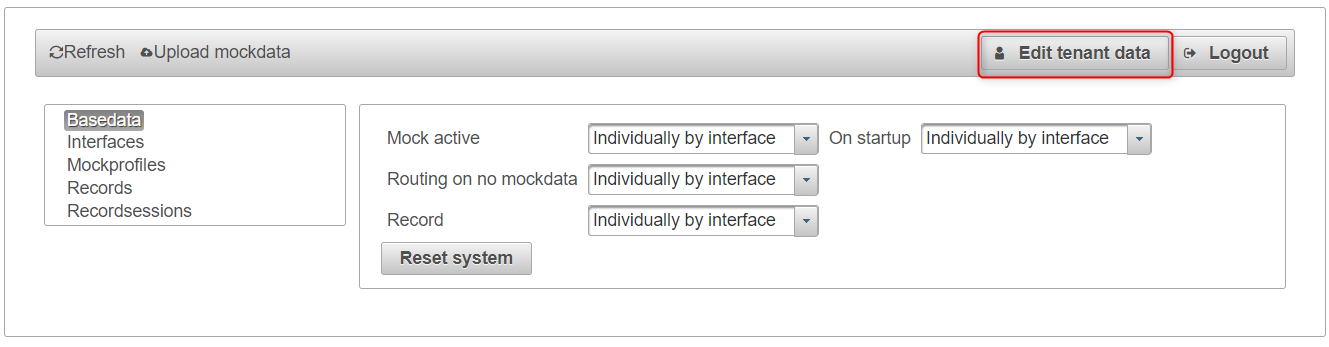 Refresh Upload mockdata Edit tenant data Logout
Basedata
Interfaces
Mockprofiles
Records
Recordsessions
Mock active Individually by interface On startup Individually by interface
Routing on no mockdata Individually by interface
Record Individually by interface
Reset system